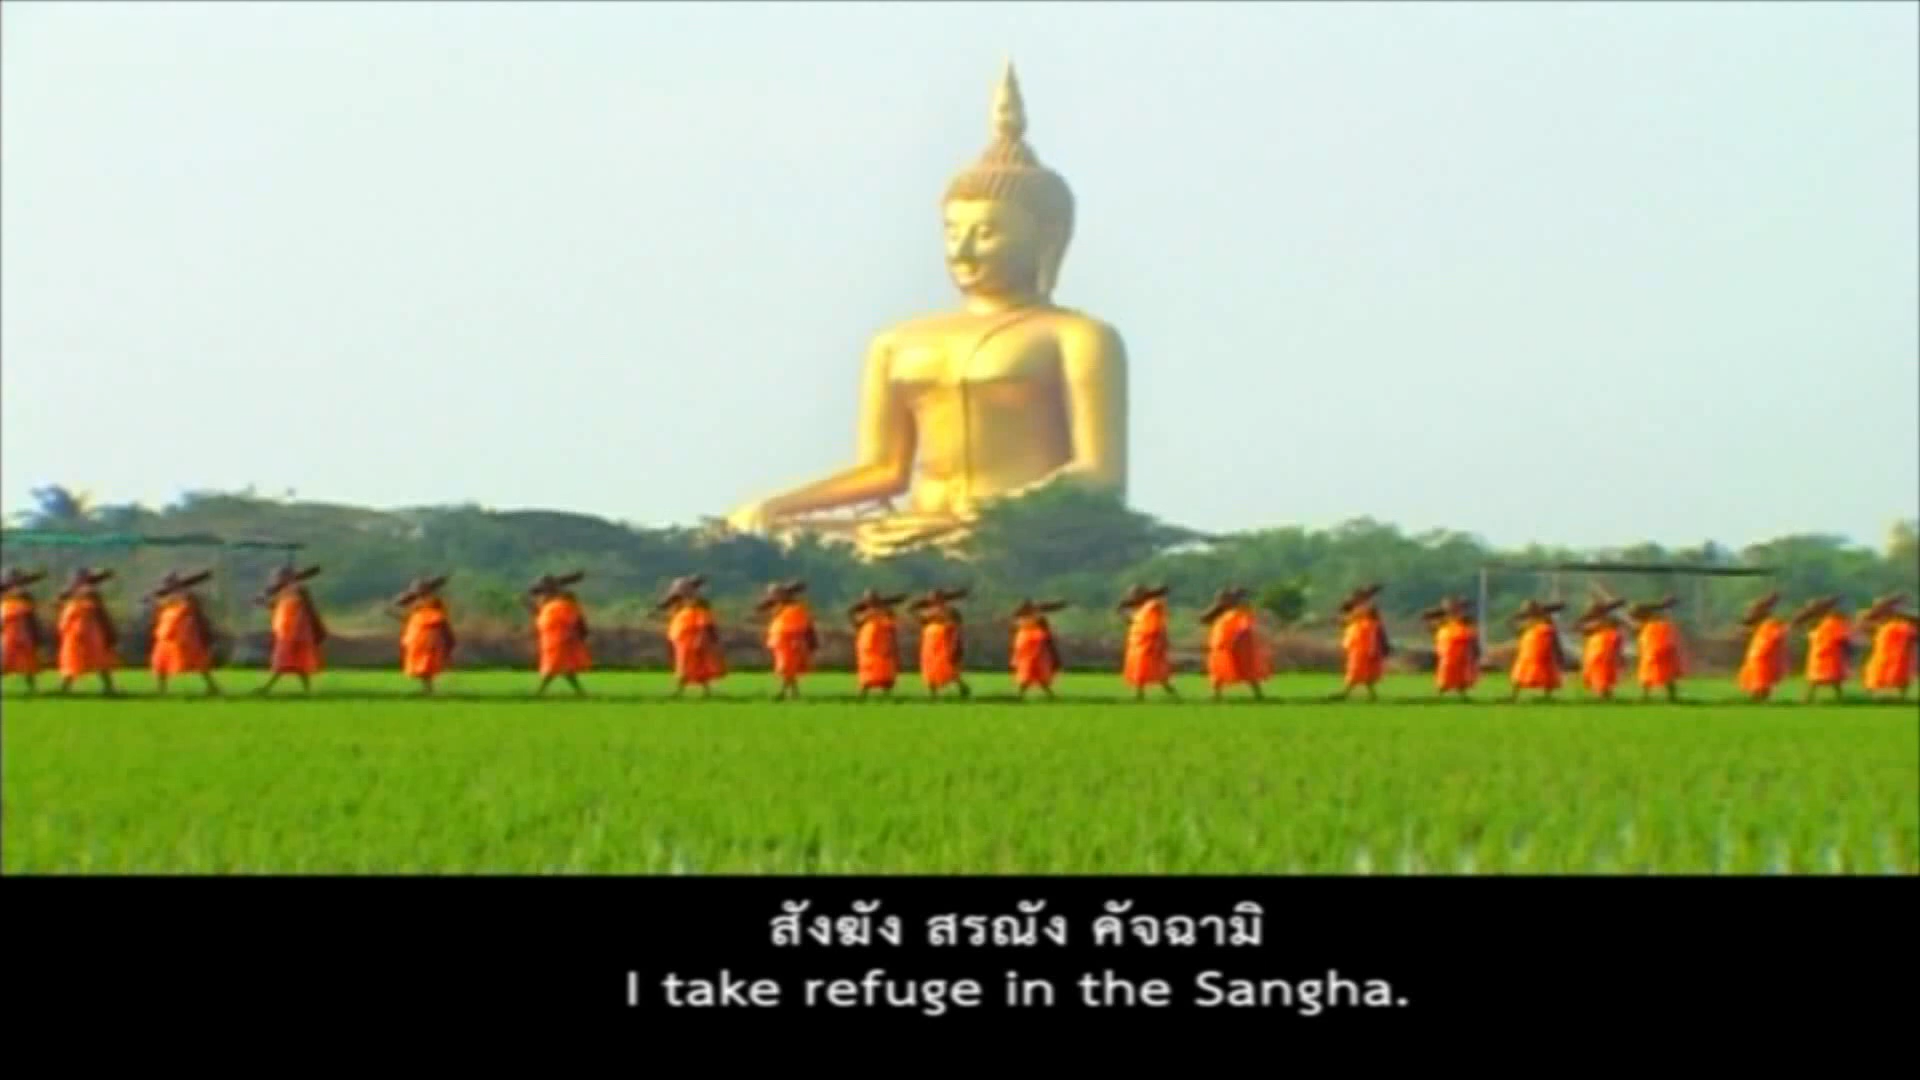 สังฆัง สรณัง คัจฉามิ
I take refuge in the Sangha.